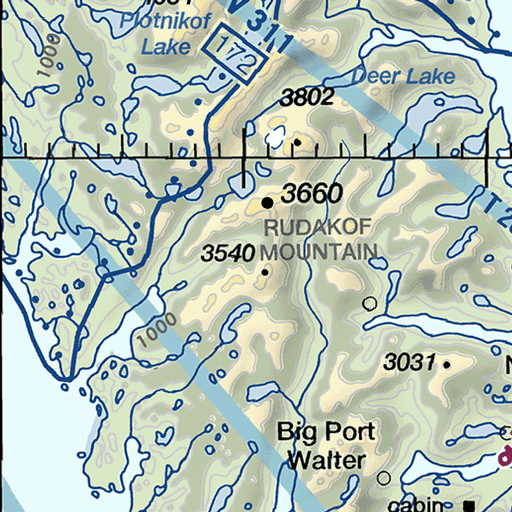 V 311
Plotnikof
Lake
172
1000
Deer Lake
3802
3660
RUDAKOF
MOUNTAIN
3540
1000
3031
Big Port
Walter
cabin